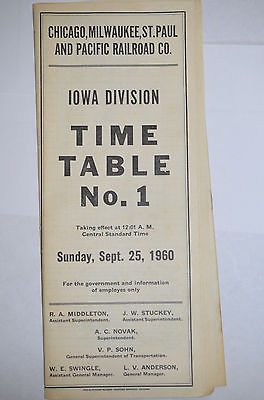 CHICAGO, MILWAUKEE, ST. PAUL
AND PACIFIC RAILROAD CO.
IOWA DIVISION
TIME
TABLE
No. 1
Taking effect at 12:01 A. M.
Central Standard Time
Sunday, Sept. 25, 1960
For the government and information
of employes only
R. A. MIDDLETON, J. W. STUCKEY,
Assistant Superintendent. Assistant Superintendent.
A. C. NOVAK,
Superintendent.
V. P. SOHN,
General Superintendent of Transportation.
W. E. SWINGLE, L. V. ANDERSON,
Assistant General Manager. General Manager.